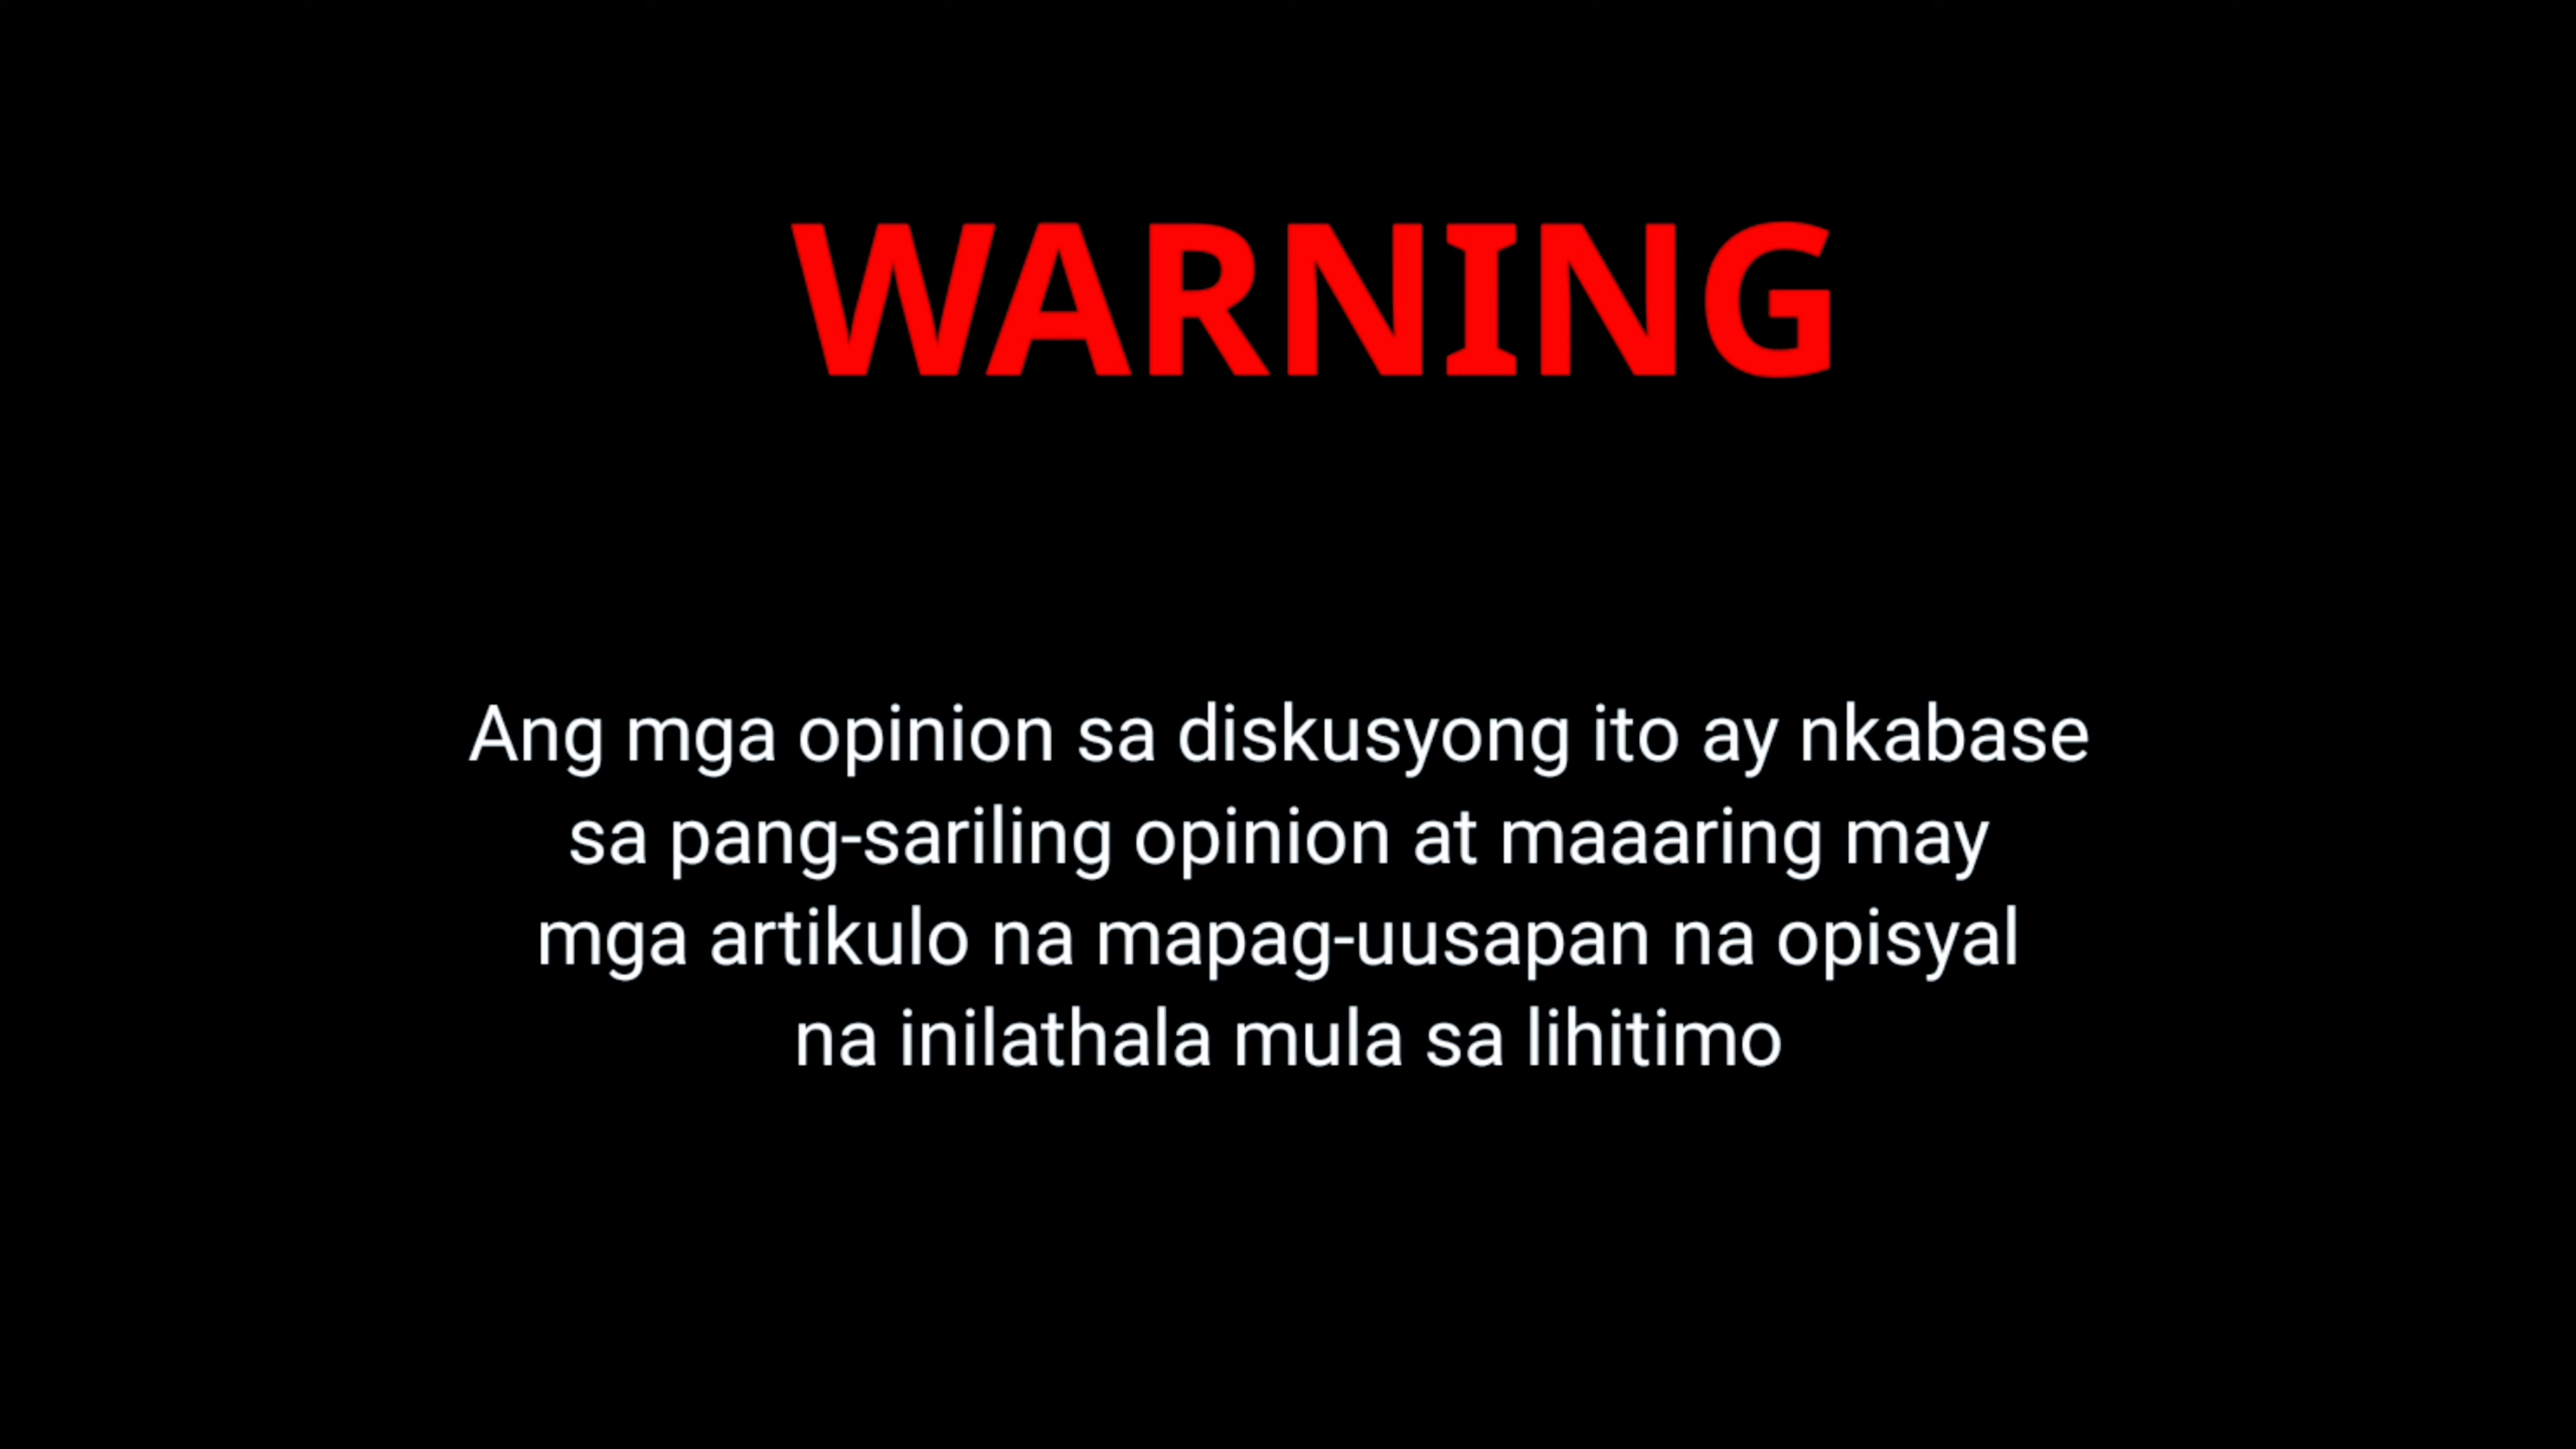 WARNING
Ang mga opinion sa diskusyong ito ay nkabase
sa pang-sariling opinion at maaaring may
mga artikulo na mapag-uusapan na opisyal
na inilathala mula sa lihitimo